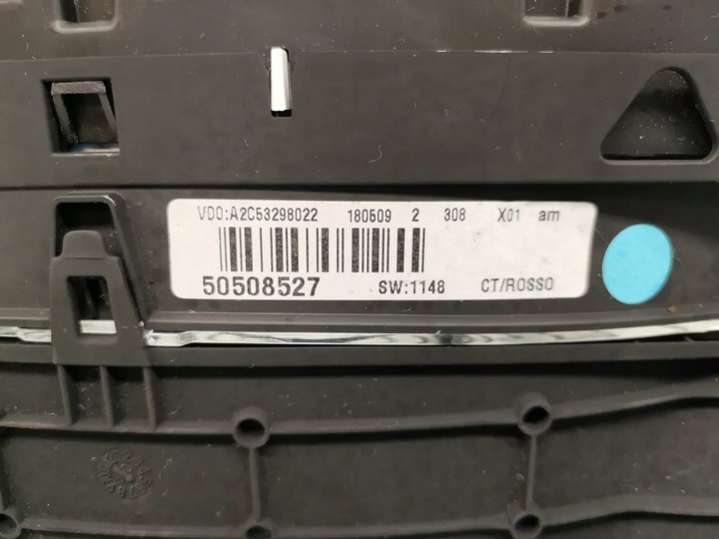 VDO:A2C53298022 180509 2 308 X01 am
50508527 SW:1148 CT/ROSSO